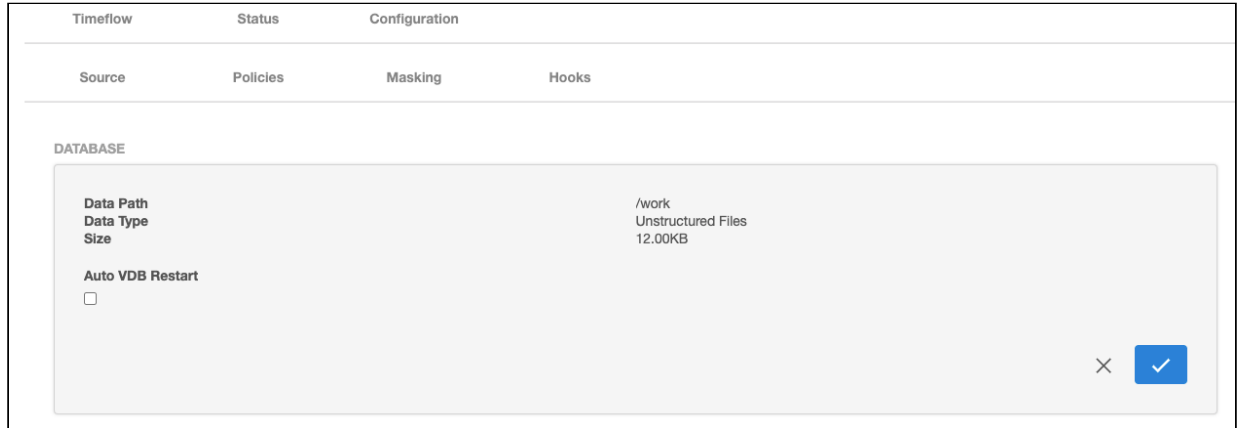 Timeflow Status Configuration
Source Policies Masking Hooks
DATABASE
Data Path /work
Data Type Unstructured Files
Size 12.00KB
Auto VDB Restart